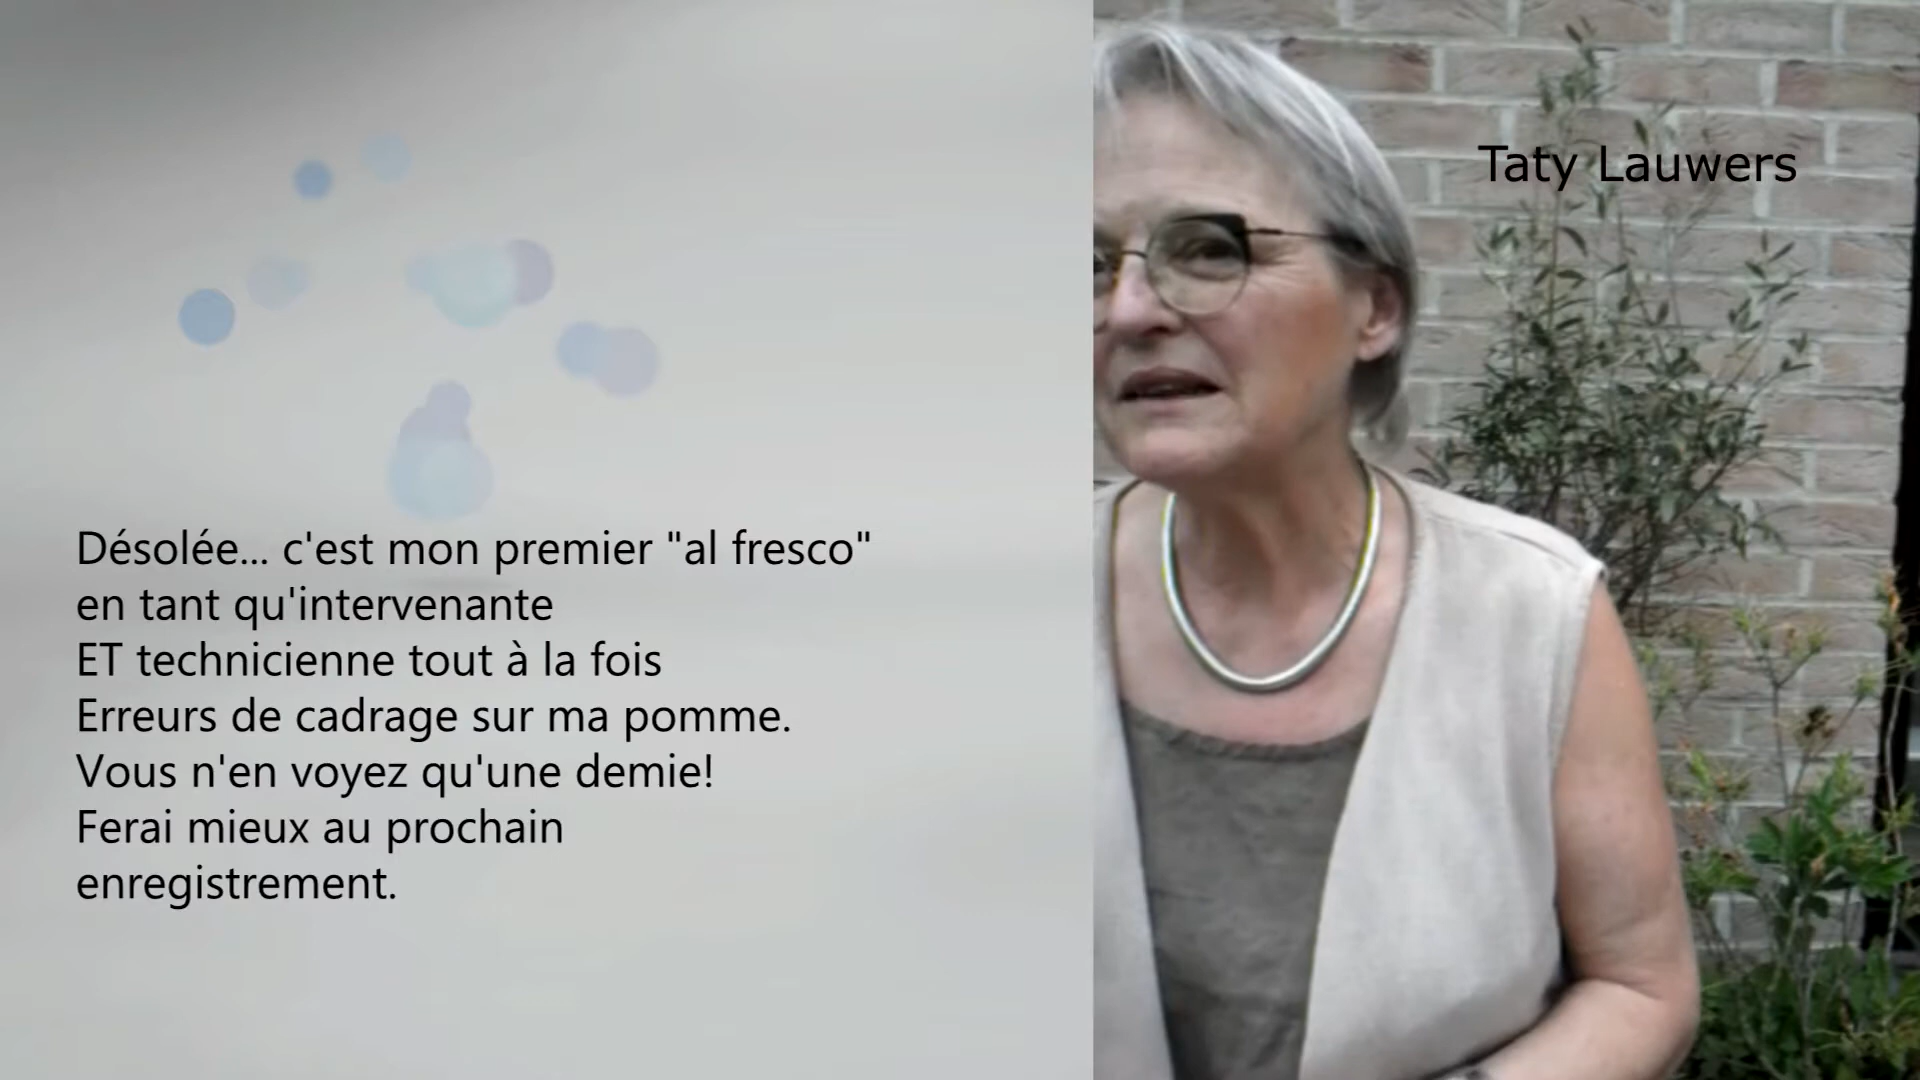 Taty Lauwers
Désolée... c'est mon premier "al fresco"
en tant qu'intervenante
ET technicienne tout à la fois
Erreurs de cadrage sur ma pomme.
Vous n'en voyez qu'une demie!
Ferai mieux au prochain
enregistrement.